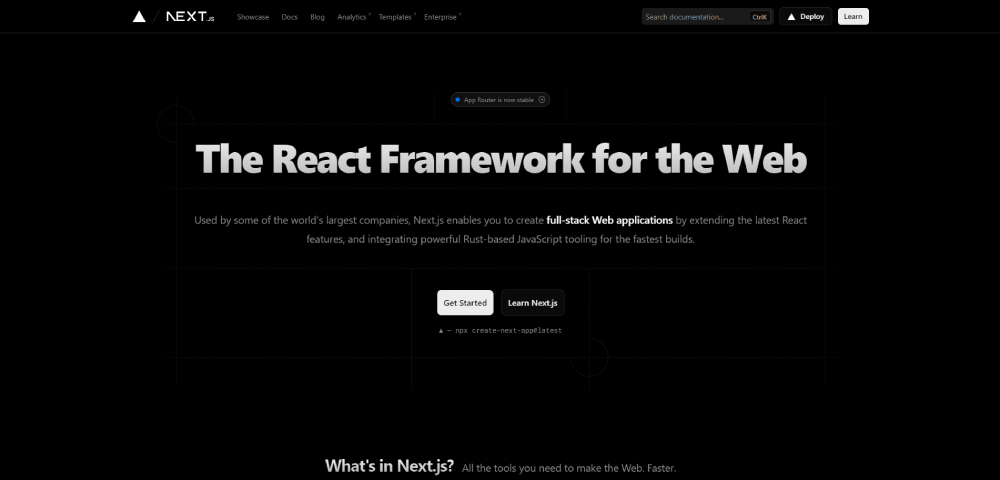 NEXT.JS
Showcase Docs Blog Analytics Templates Enterprise
Search documentation... CtrlK
Deploy
Learn
App Router is now stable
The React Framework for the Web
Used by some of the world's largest companies, Next.js enables you to create full-stack Web applications by extending the latest React
features, and integrating powerful Rust-based JavaScript tooling for the fastest builds.
Get Started
Learn Next.js
▲ ~ npx create-next-app@latest
What's in Next.js? All the tools you need to make the Web. Faster.